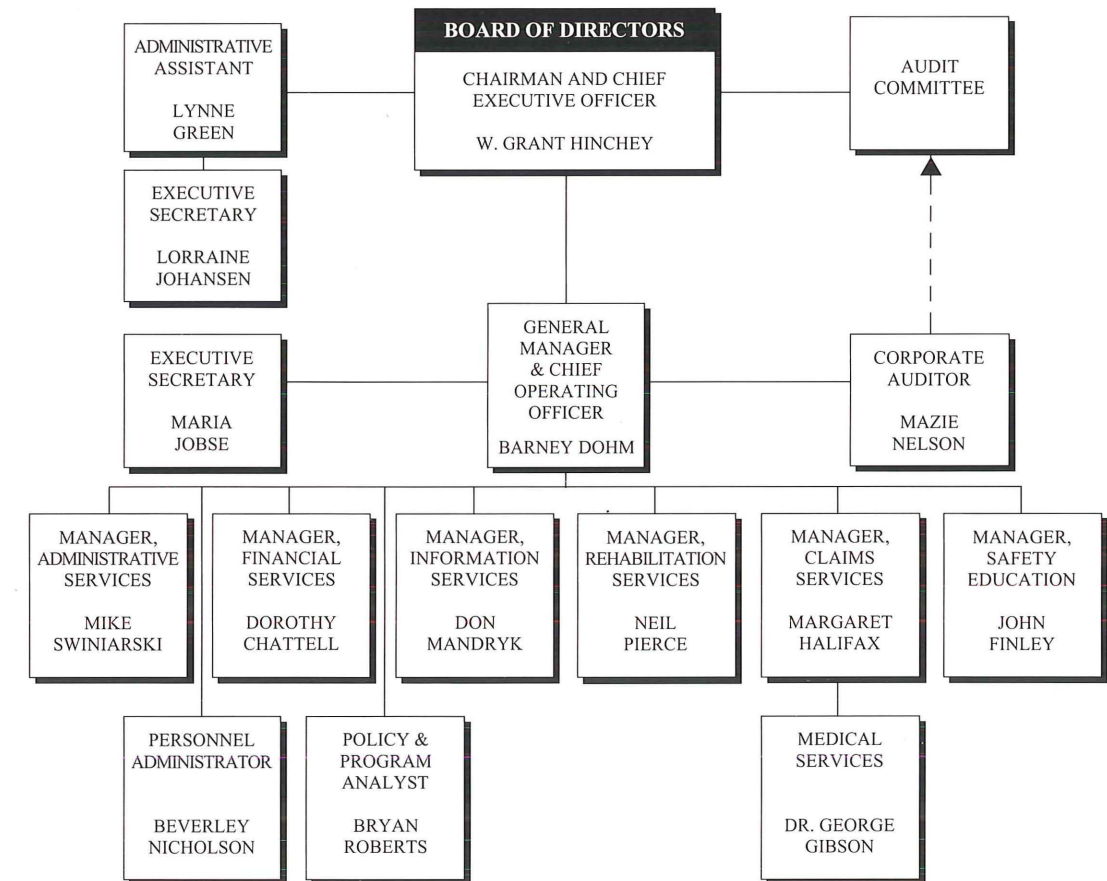 ADMINISTRATIVE
ASSISTANT
LYNNE
GREEN
BOARD OF DIRECTORS
CHAIRMAN AND CHIEF
EXECUTIVE OFFICER
W. GRANT HINCHEY
AUDIT
COMMITTEE
EXECUTIVE
SECRETARY
LORRAINE
JOHANSEN
EXECUTIVE
SECRETARY
MARIA
JOBSE
GENERAL
MANAGER
& CHIEF
OPERATING
OFFICER
BARNEY DOHM
CORPORATE
AUDITOR
MAZIE
NELSON
MANAGER,
ADMINISTRATIVE
SERVICES
MIKE
SWINIARSKI
MANAGER,
FINANCIAL
SERVICES
DOROTHY
CHATTELL
MANAGER,
INFORMATION
SERVICES
DON
MANDRYK
MANAGER,
REHABILITATION
SERVICES
NEIL
PIERCE
MANAGER,
CLAIMS
SERVICES
MARGARET
HALIFAX
MANAGER,
SAFETY
EDUCATION
JOHN
FINLEY
PERSONNEL
ADMINISTRATOR
BEVERLEY
NICHOLSON
POLICY &
PROGRAM
ANALYST
BRYAN
ROBERTS
MEDICAL
SERVICES
DR. GEORGE
GIBSON